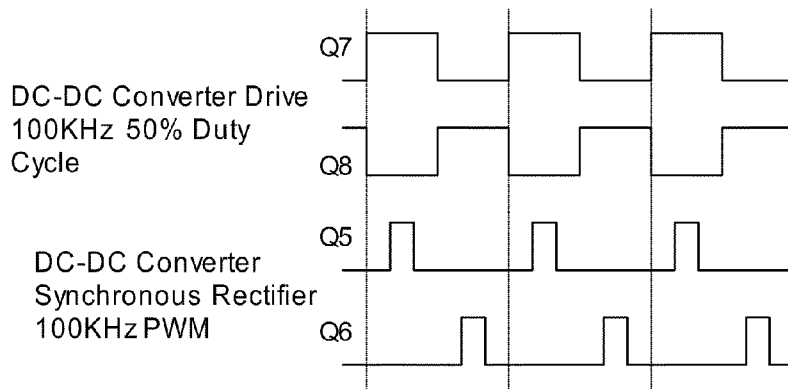 Q7
DC-DC Converter Drive
100KHz 50% Duty
Cycle
Q8
Q5
DC-DC Converter
Synchronous Rectifier
100KHz PWM
Q6